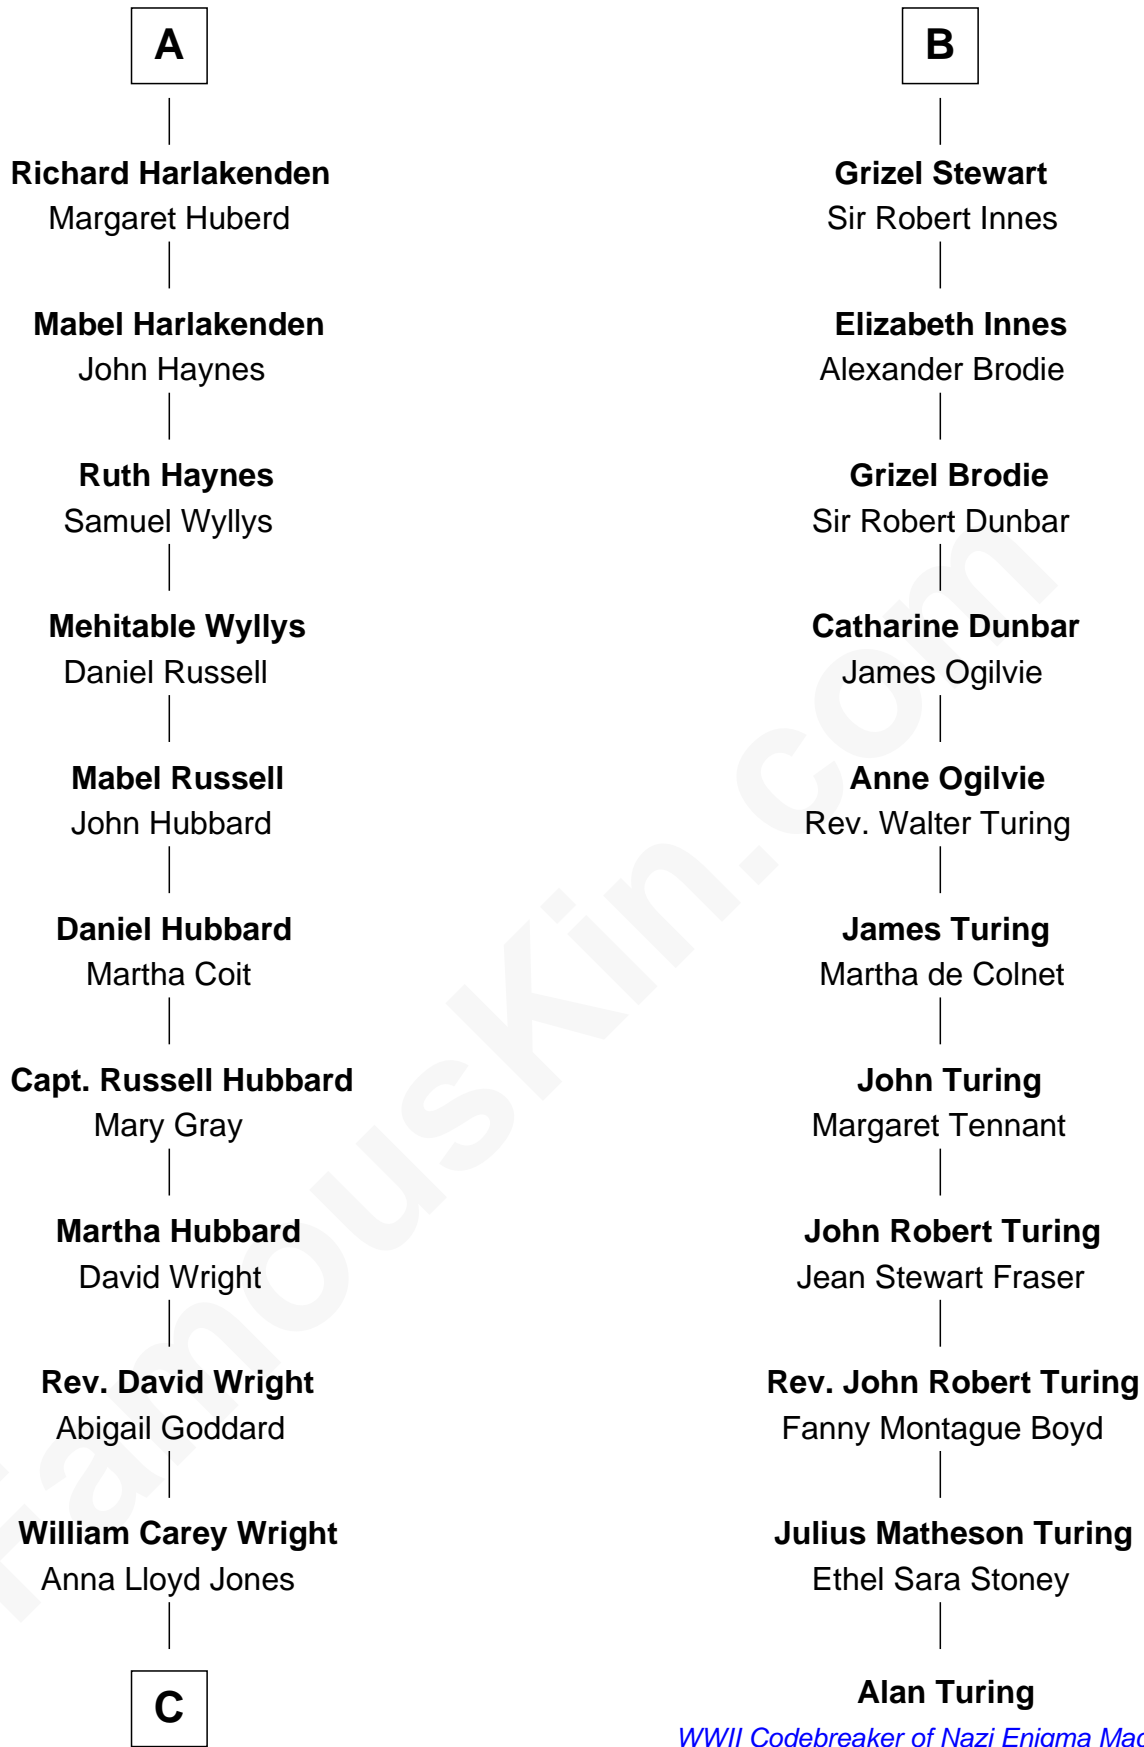 A
Richard Harlakenden
Margaret Huberd
Mabel Harlakenden
John Haynes
Ruth Haynes
Samuel Wyllys
Mehitable Wyllys
Daniel Russell
Mabel Russell
John Hubbard
Daniel Hubbard
Martha Coit
Capt. Russell Hubbard
Mary Gray
Martha Hubbard
David Wright
Rev. David Wright
Abigail Goddard
William Carey Wright
Anna Lloyd Jones
C
B
Grizel Stewart
Sir Robert Innes
Elizabeth Innes
Alexander Brodie
Grizel Brodie
Sir Robert Dunbar
Catharine Dunbar
James Ogilvie
Anne Ogilvie
Rev. Walter Turing
James Turing
Martha de Colnet
John Turing
Margaret Tennant
John Robert Turing
Jean Stewart Fraser
Rev. John Robert Turing
Fanny Montague Boyd
Julius Matheson Turing
Ethel Sara Stoney
Alan Turing
WWII Codebreaker of Nazi Enigma
FamousKin.com